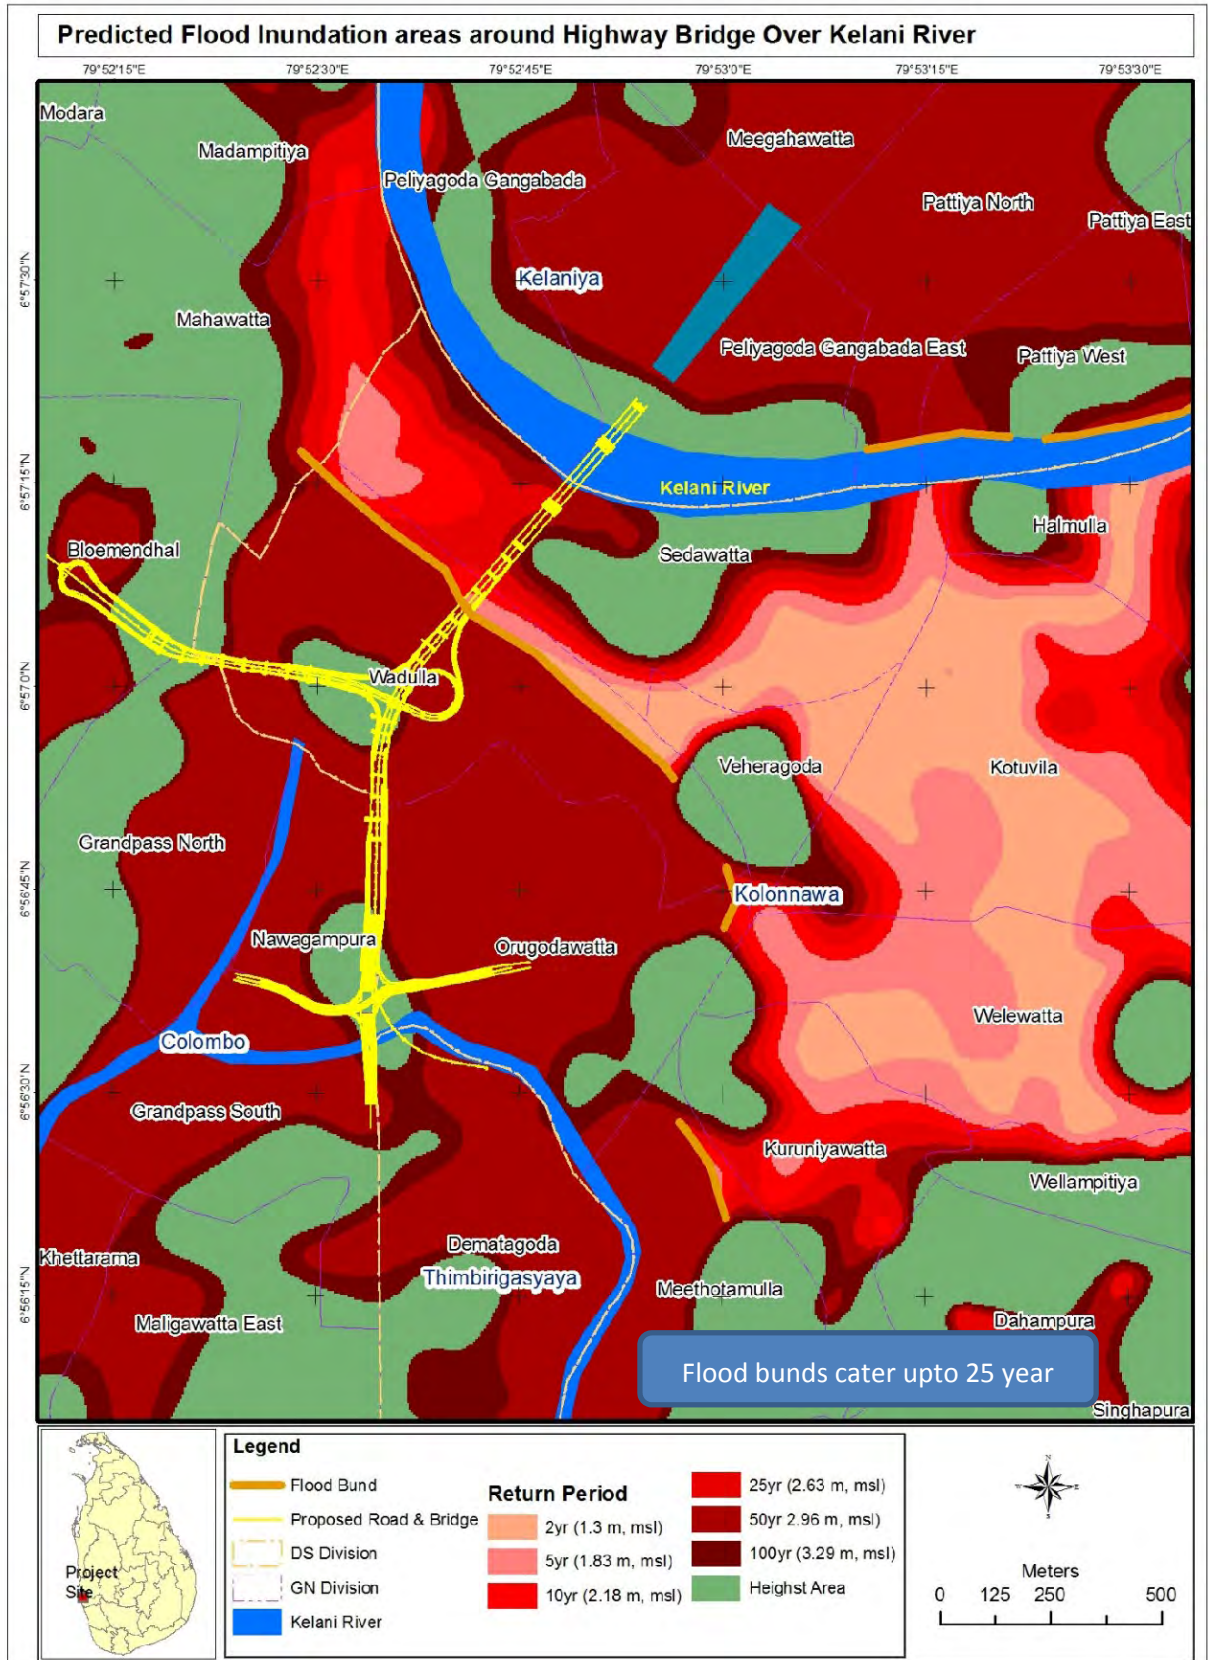 Predicted Flood Inundation areas around Highway Bridge Over Kelani River
79°52'15"E 79°52'30"E 79°52'45"E 79°53'0"E 79°53'15"E 79°53'30"E
Modara
Meegahawatta
Madampitiya
Peliyagoda Gangabada
Pattiya North
Pattiya East
6°57'30"N
Kelaniya
Mahawatta
Peliyagoda Gangabada East
Pattiya West
6°57'15"N
Kelani River
Halmulla
Bloemendhal
Sedawatta
6°57'0"N
Wadulla
Veheragoda
Kotuvila
Grandpass North
6°56'45"N
Kolonnawa
Nawagampura
Orugodawatta
Welewatta
Colombo
6°56'30"N
Grandpass South
Kuruniyawatta
Wellampitiya
Khettarama
Dematagoda
Thimbirigasyaya
6°56'15"N
Meethotamulla
Maligawatta East
Dahampura
Flood bunds cater upto 25 year
Singhapura
Project
Site
Legend
Flood Bund
Proposed Road & Bridge
DS Division
GN Division
Kelani River
Return Period
2yr (1.3 m, msl)
5yr (1.83 m, msl)
10yr (2.18 m, msl)
25yr (2.63 m, msl)
50yr 2.96 m, msl)
100yr (3.29 m, msl)
Heighst Area
N
W E
S
Meters
0 125 250 500